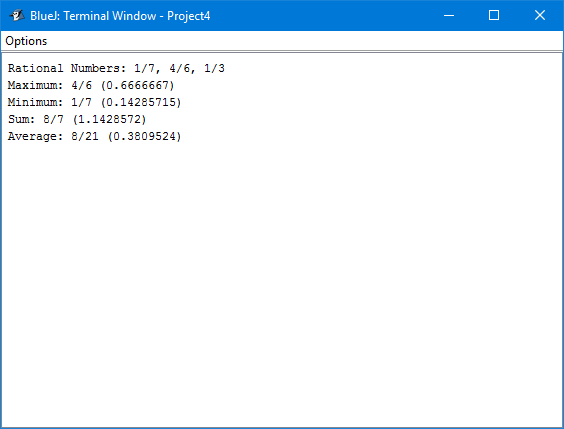 BlueJ: Terminal Window - Project4
Options
Rational Numbers: 1/7, 4/6, 1/3
Maximum: 4/6 (0.6666667)
Minimum: 1/7 (0.14285715)
Sum: 8/7 (1.1428572)
Average: 8/21 (0.3809524)